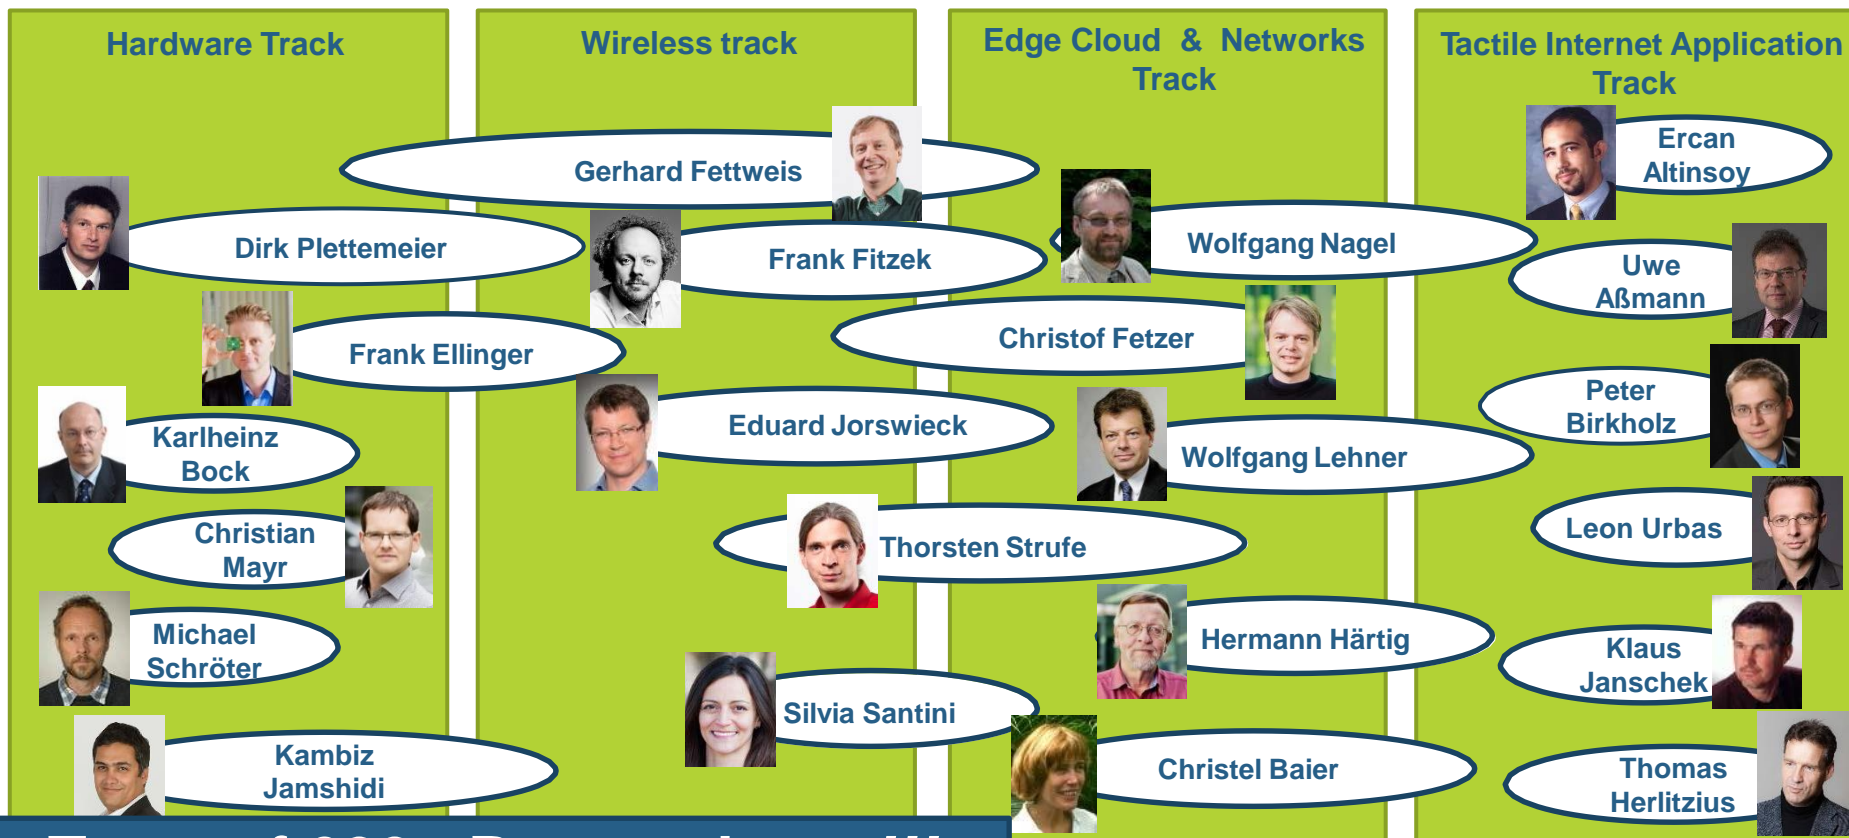 Hardware Track
Wireless track
Edge Cloud & Networks
Track
Tactile Internet Application
Track
Gerhard Fettweis
Ercan
Altinsoy
Dirk Plettemeier
Frank Fitzek
Wolfgang Nagel
Uwe
Aßmann
Frank Ellinger
Christof Fetzer
Karlheinz
Bock
Eduard Jorswieck
Wolfgang Lehner
Peter
Birkholz
Christian
Mayr
Thorsten Strufe
Leon Urbas
Michael
Schröter
Hermann Härtig
Klaus
Janschek
Silvia Santini
Kambiz
Jamshidi
Christel Baier
Thomas
Herlitzius